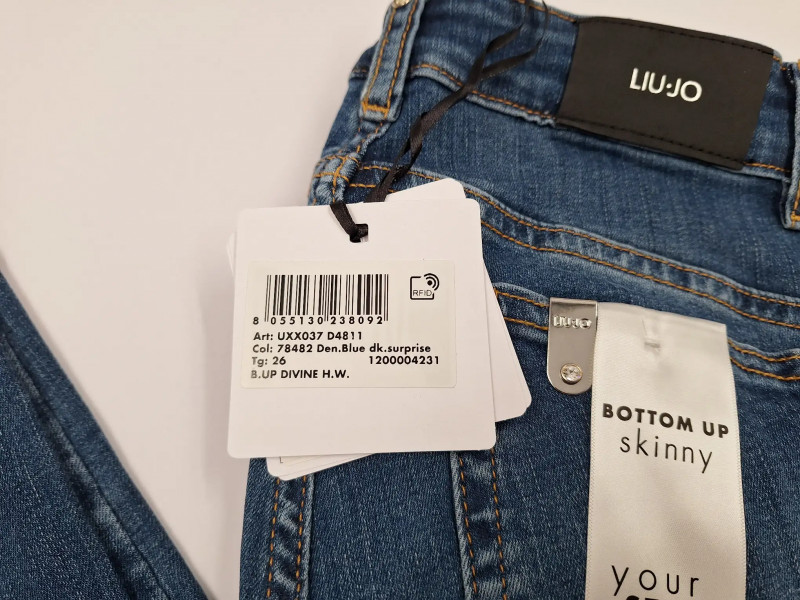 LIU·JO
RFID
8 055130 238092
Art: UXX037 D4811
Col: 78482 Den.Blue dk.surprise
Tg: 26 1200004231
B.UP DIVINE H.W.
LIU·JO
BOTTOM UP
skinny
your